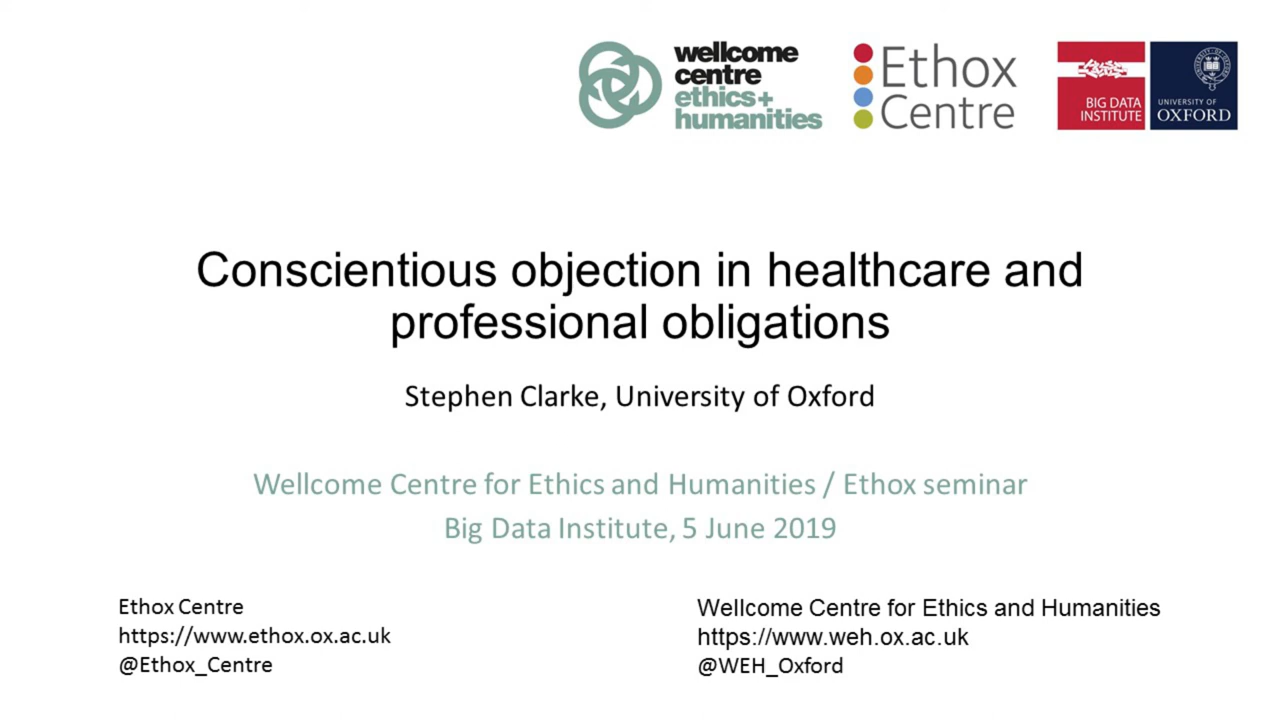 wellcome
centre
ethics+
humanities
Ethox
Centre
BIG DATA
INSTITUTE
UNIVERSITY OF
OXFORD
Conscientious objection in healthcare and
professional obligations
Stephen Clarke, University of Oxford
Wellcome Centre for Ethics and Humanities / Ethox seminar
Big Data Institute, 5 June 2019
Ethox Centre
https://www.ethox.ox.ac.uk
@Ethox_Centre
Wellcome Centre for Ethics and Humanities
https://www.weh.ox.ac.uk
@WEH_Oxford